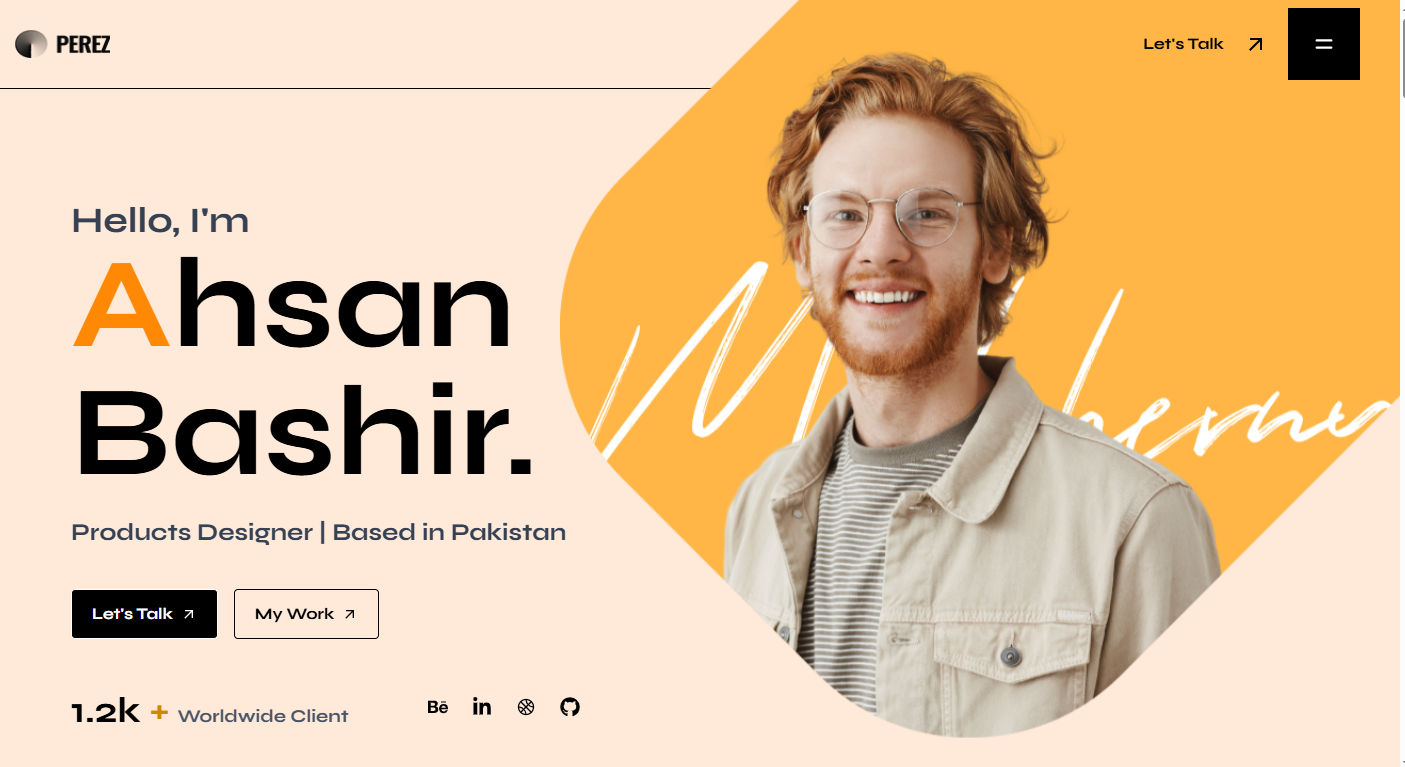 PEREZ
Let's Talk
Hello, I'm
Ahsan
Bashir.
Products Designer | Based in Pakistan
Let's Talk
My Work
1.2k + Worldwide Client
Bē in